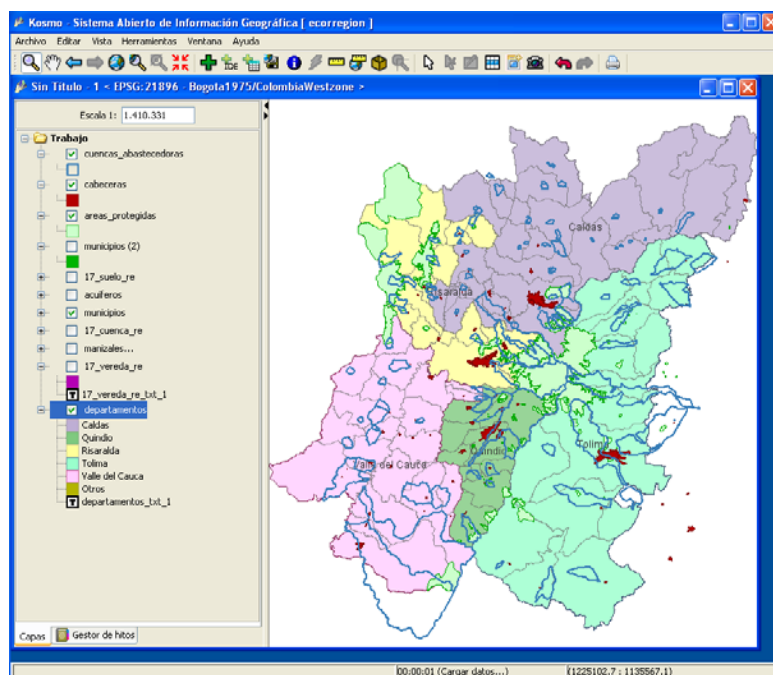 Kosmo - Sistema Abierto de Información Geográfica [ ecorregion ]
Archivo Editar Vista Herramientas Ventana Ayuda
Sin Titulo - 1 < EPSG:21896 - Bogota1975/ColombiaWestzone >
Escala 1: 1.410.331
Trabajo
cuencas_abastecedoras
cabeceras
areas_protegidas
municipios (2)
17_suelo_re
acuiferos
municipios
17_cuenca_re
manizales...
17_vereda_re
T 17_vereda_re_txt_1
departamentos
Caldas
Quindio
Risaralda
Tolima
Valle del Cauca
Otros
T departamentos_txt_1
Caldas
Risaralda
Tolima
Quindio
Valle del Cauca
Capas Gestor de hitos
00:00:01 (Cargar datos...) (1225102.7 ; 1135567.1)